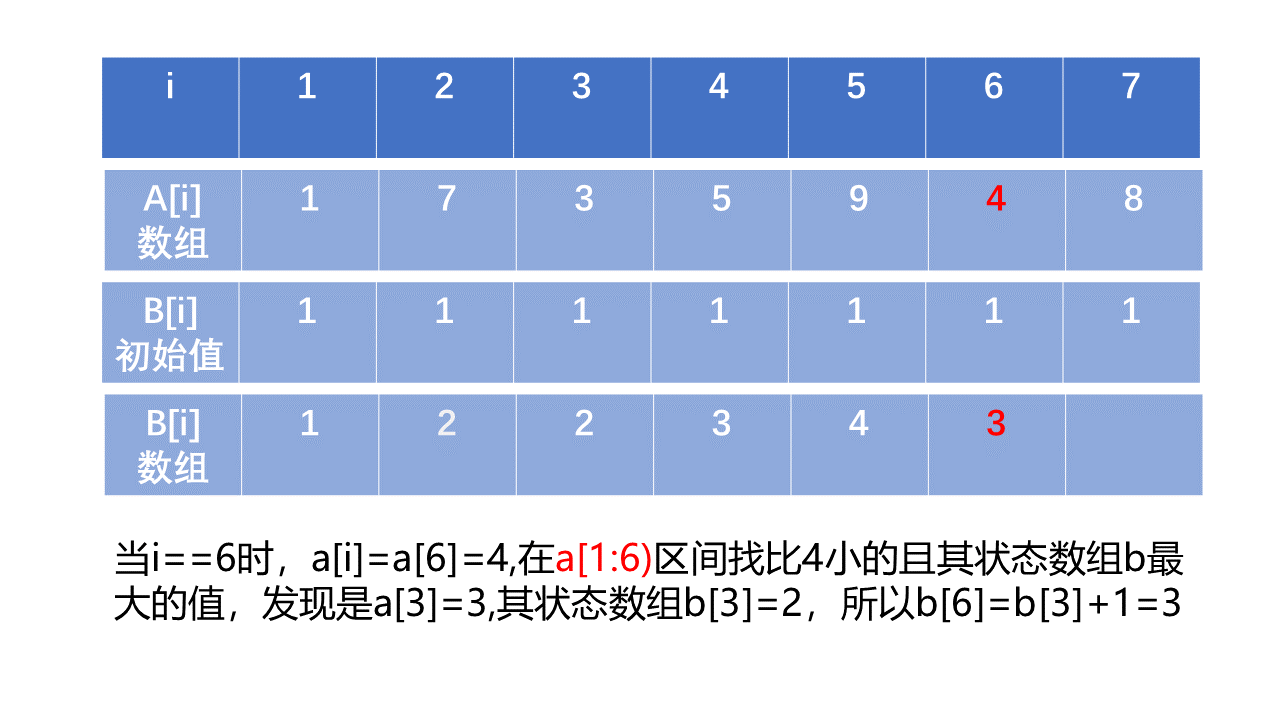 i 1 2 3 4 5 6 7
A[i] 1 7 3 5 9 4 8
数组
B[i] 1 1 1 1 1 1 1
初始值
B[i] 1 2 2 3 4 3
数组
当i==6时，a[i]=a[6]=4,在a[1:6)区间找比4小的且其状态数组b最
大的值，发现是a[3]=3,其状态数组b[3]=2，所以b[6]=b[3]+1=3